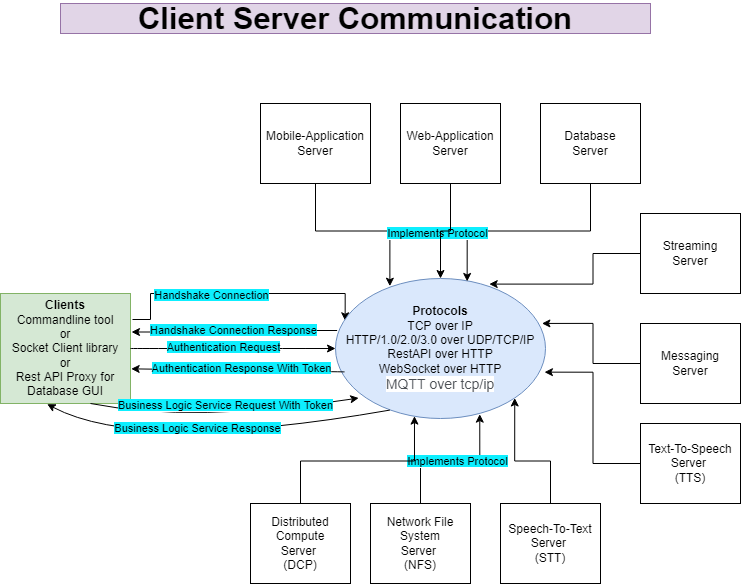 Client Server Communication
Mobile-Application
Server
Web-Application
Server
Database
Server
Implements Protocol
Streaming
Server
Handshake Connection
Handshake Connection Response
Authentication Request
Authentication Response With Token
Business Logic Service Request With Token
Business Logic Service Response
Clients
Commandline tool
or
Socket Client library
or
Rest API Proxy for
Database GUI
Protocols
TCP over IP
HTTP/1.0/2.0/3.0 over UDP/TCP/IP
RestAPI over HTTP
WebSocket over HTTP
MQTT over tcp/ip
Messaging
Server
Text-To-Speech
Server
(TTS)
Implements Protocol
Distributed
Compute
Server
(DCP)
Network File
System
Server
(NFS)
Speech-To-Text
Server
(STT)